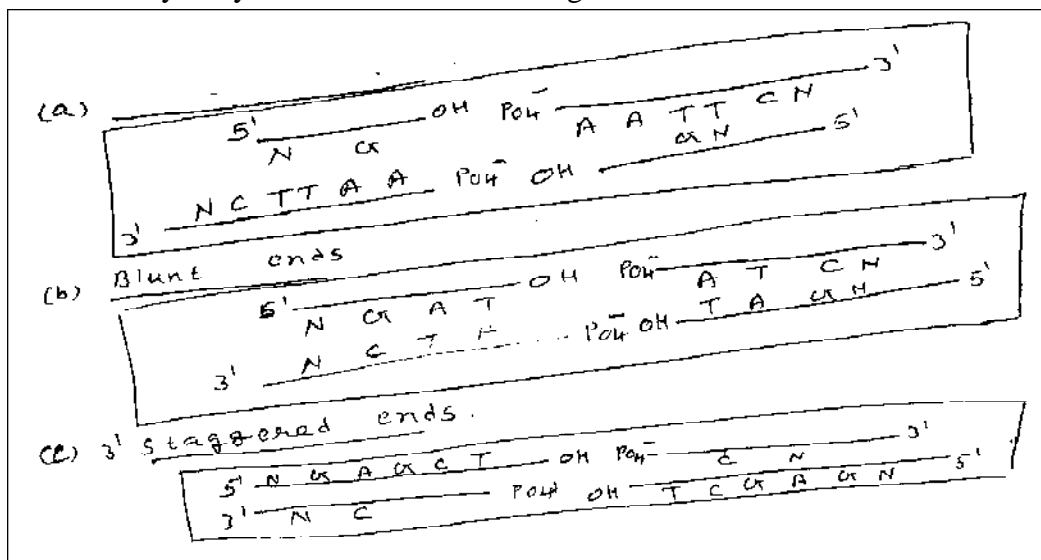 (a)
5' N G OH PO4- A A T T C N 3'
3' N C T T A A PO4- OH G N 5'
(b) Blunt ends
5' N G A T OH PO4- A T C N 3'
3' N C T PO4- OH T A G N 5'
(c) 3' Staggered ends.
5' N G A G C T OH PO4- C N 3'
3' N C PO4 OH T C G A G N 5'